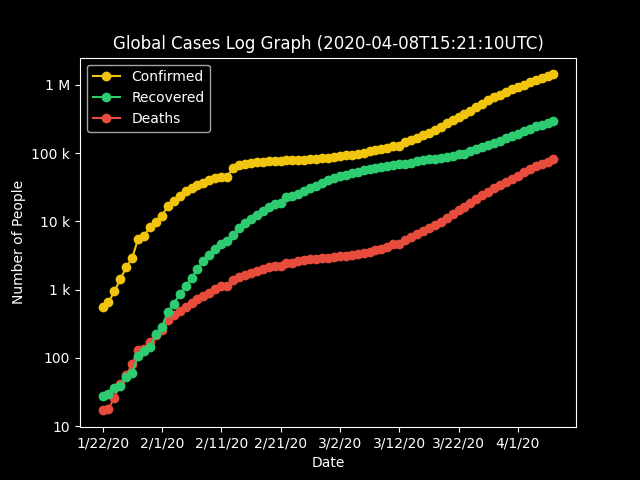 Global Cases Log Graph (2020-04-08T15:21:10UTC)
Confirmed
Recovered
Deaths
Number of People
1 M
100 k
10 k
1 k
100
10
1/22/20 2/1/20 2/11/20 2/21/20 3/2/20 3/12/20 3/22/20 4/1/20
Date